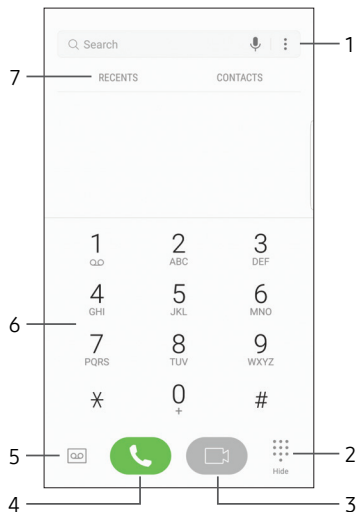 Search
1
7
RECENTS CONTACTS
1 2 3
ABC DEF
4 5 6
GHI JKL MNO
6
7 8 9
PQRS TUV WXYZ
* 0 #
+
5
2
Hide
4 3